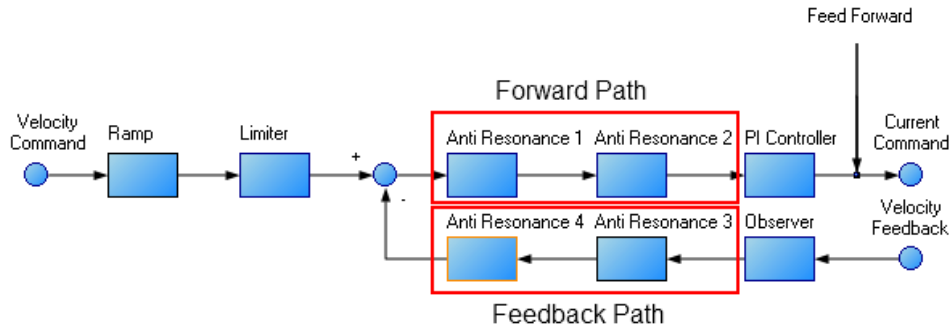 Feed Forward
Forward Path
Velocity
Command
Ramp
Limiter
Anti Resonance 1
Anti Resonance 2
PI Controller
Current
Command
+
-
Anti Resonance 4
Anti Resonance 3
Observer
Velocity
Feedback
Feedback Path